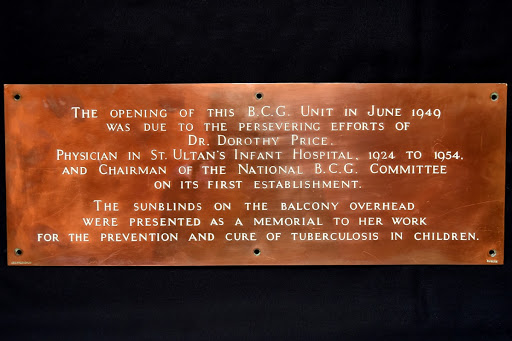 The opening of this B.C.G. Unit in June 1949
was due to the persevering efforts of
Dr. Dorothy Price,
Physician in St. Ultan's Infant Hospital, 1924 to 1954,
and Chairman of the National B.C.G. Committee
on its first establishment.
The sunblinds on the balcony overhead
were presented as a memorial to her work
for the prevention and cure of tuberculosis in children.